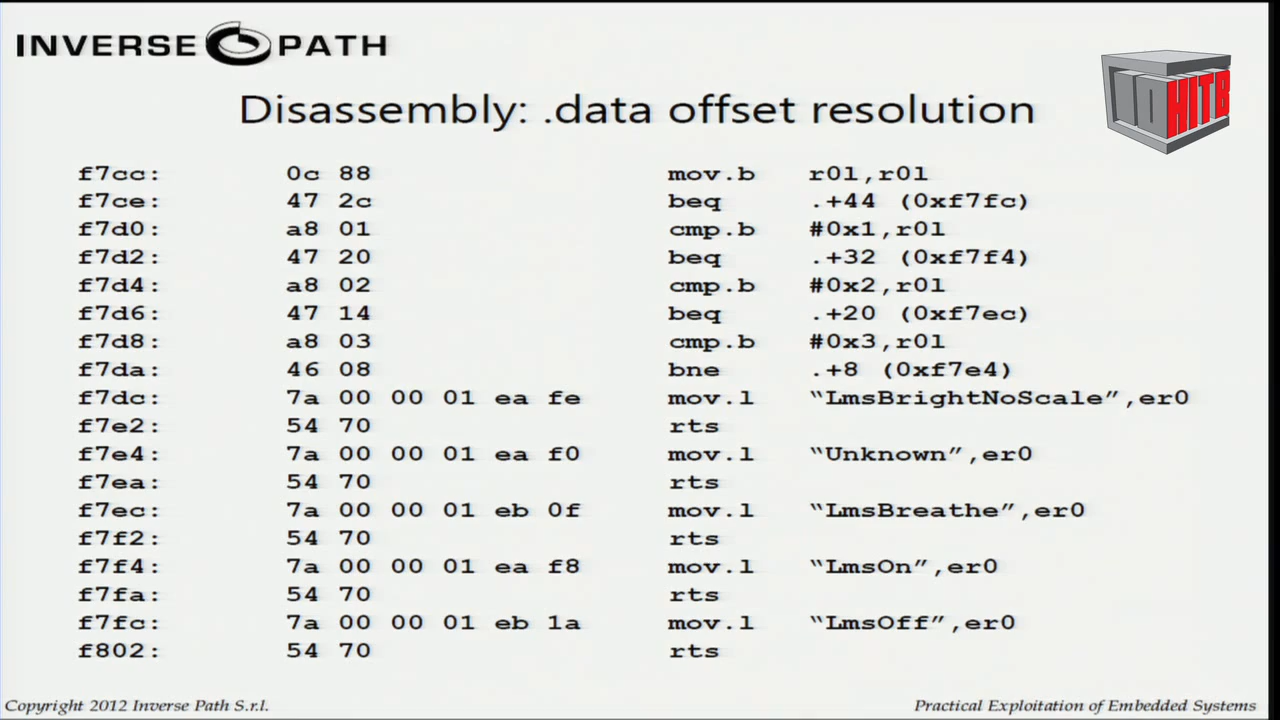 INVERSE PATH
10 HITB
Disassembly: .data offset resolution
f7cc: 0c 88 mov.b r0l,r0l
f7ce: 47 2c beq .+44 (0xf7fc)
f7d0: a8 01 cmp.b #0x1,r0l
f7d2: 47 20 beq .+32 (0xf7f4)
f7d4: a8 02 cmp.b #0x2,r0l
f7d6: 47 14 beq .+20 (0xf7ec)
f7d8: a8 03 cmp.b #0x3,r0l
f7da: 46 08 bne .+8 (0xf7e4)
f7dc: 7a 00 00 01 ea fe mov.l “LmsBrightNoScale”,er0
f7e2: 54 70 rts
f7e4: 7a 00 00 01 ea f0 mov.l “Unknown”,er0
f7ea: 54 70 rts
f7ec: 7a 00 00 01 eb 0f mov.l “LmsBreathe”,er0
f7f2: 54 70 rts
f7f4: 7a 00 00 01 ea f8 mov.l “LmsOn”,er0
f7fa: 54 70 rts
f7fc: 7a 00 00 01 eb 1a mov.l “LmsOff”,er0
f802: 54 70 rts
Copyright 2012 Inverse Path S.r.l.
Practical Exploitation of Embedded Systems